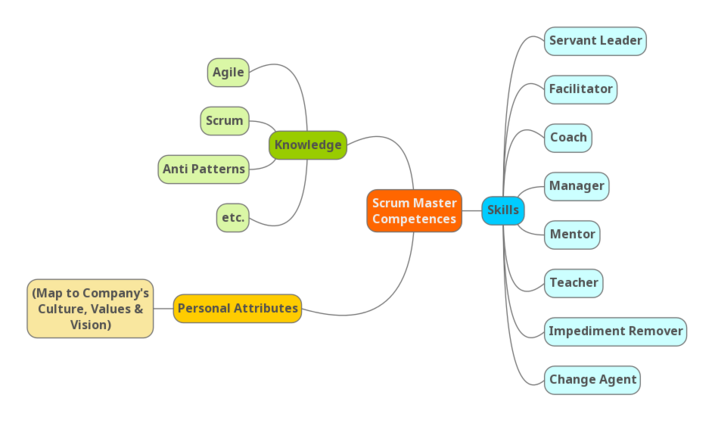 Scrum Master
Competences
Knowledge
Agile
Scrum
Anti Patterns
etc.
Personal Attributes
(Map to Company's
Culture, Values &
Vision)
Skills
Servant Leader
Facilitator
Coach
Manager
Mentor
Teacher
Impediment Remover
Change Agent